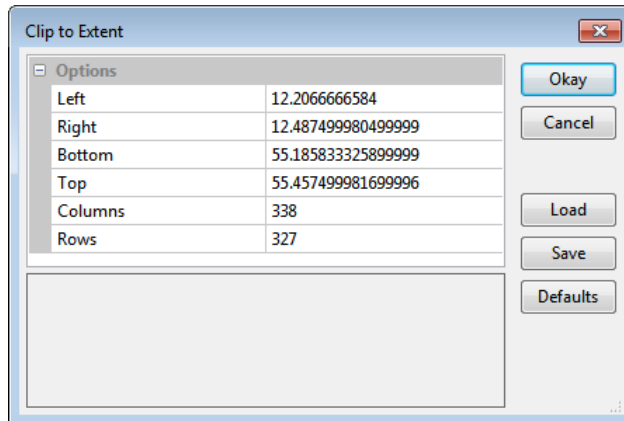 Clip to Extent
Options
Left 12.2066666584
Right 12.487499980499999
Bottom 55.185833325899999
Top 55.457499981699996
Columns 338
Rows 327
Okay
Cancel
Load
Save
Defaults